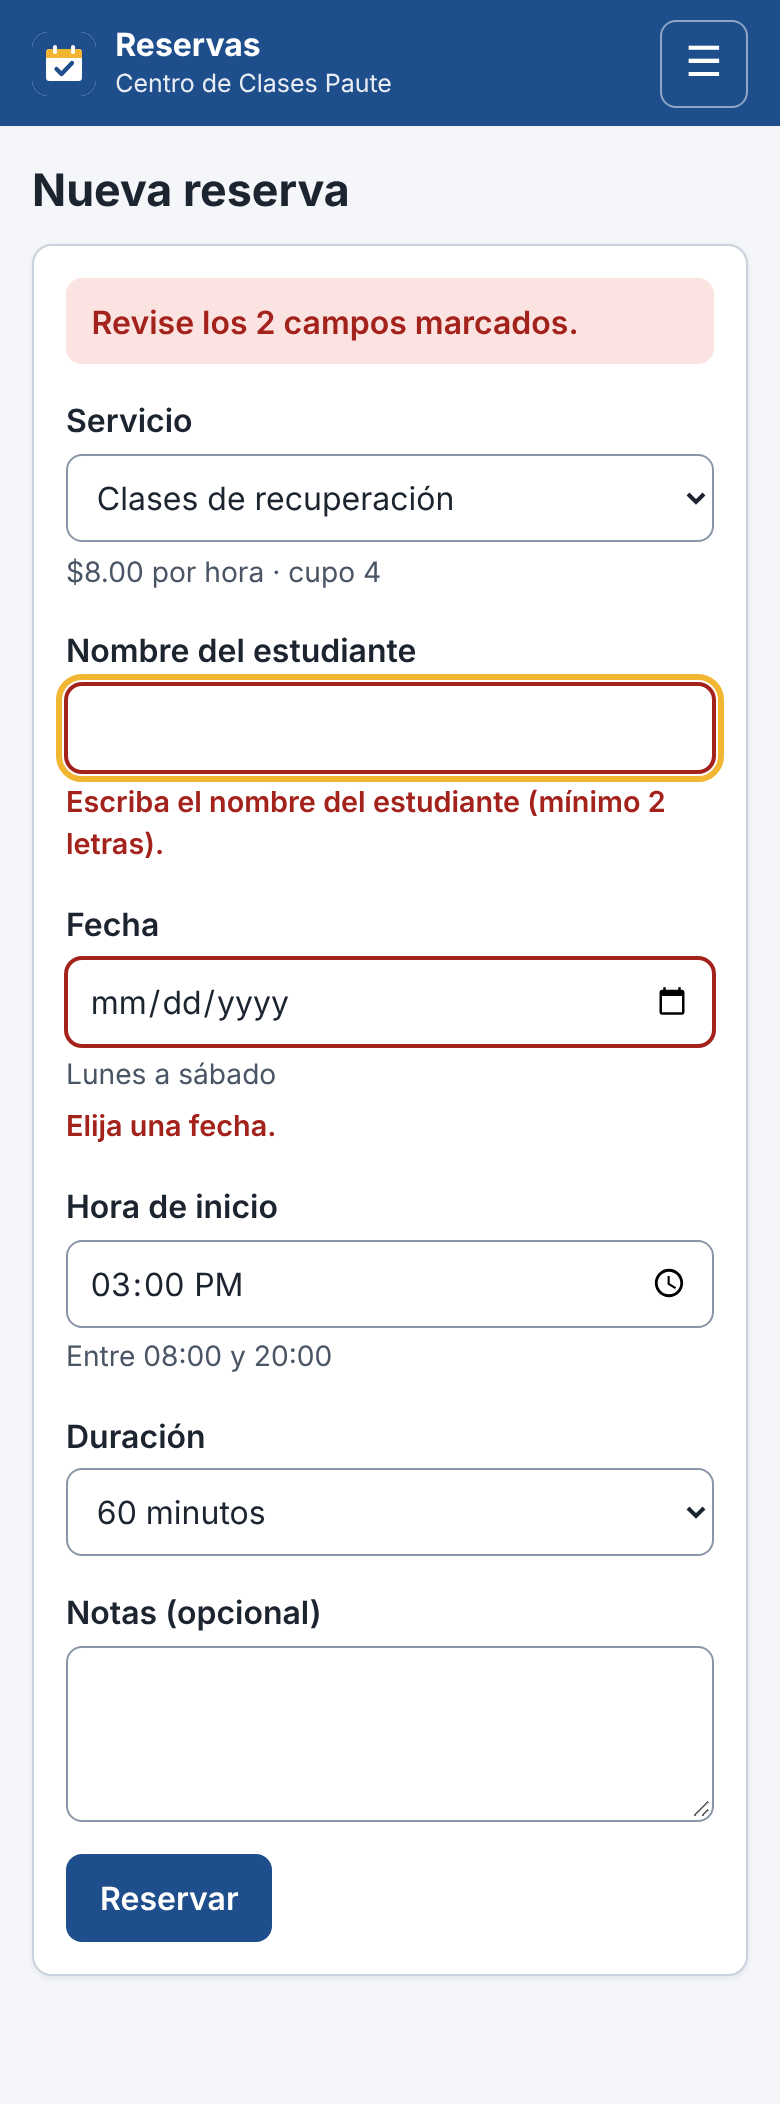 Reservas
Centro de Clases Paute
☰
Nueva reserva
Revise los 2 campos marcados.
Servicio
Clases de recuperación
$8.00 por hora · cupo 4
Nombre del estudiante
Escriba el nombre del estudiante (mínimo 2
letras).
Fecha
mm/dd/yyyy
Lunes a sábado
Elija una fecha.
Hora de inicio
03:00 PM
Entre 08:00 y 20:00
Duración
60 minutos
Notas (opcional)
Reservar